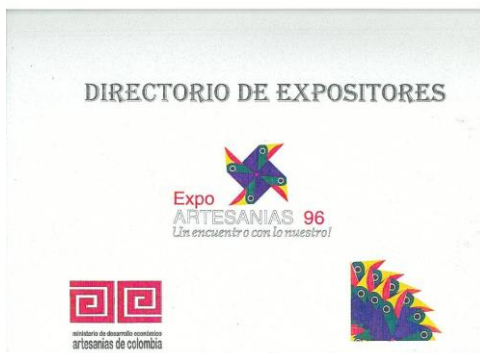 DIRECTORIO DE EXPOSITORES
Expo
ARTESANIAS 96
Un encuentro con lo nuestro!
ministerio de desarrollo económico
artesanías de colombia